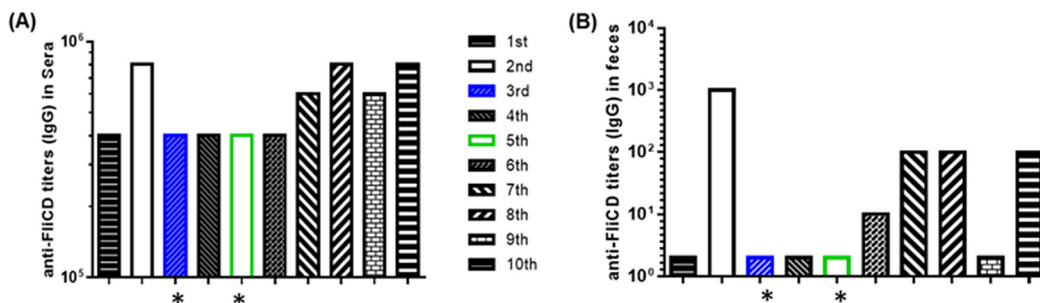 (A)
anti-FliCD titers (IgG) in Sera
10⁶
10⁵
* *
1st
2nd
3rd
4th
5th
6th
7th
8th
9th
10th
(B)
anti-FliCD titers (IgG) in feces
10⁴
10³
10²
10¹
10⁰
* *